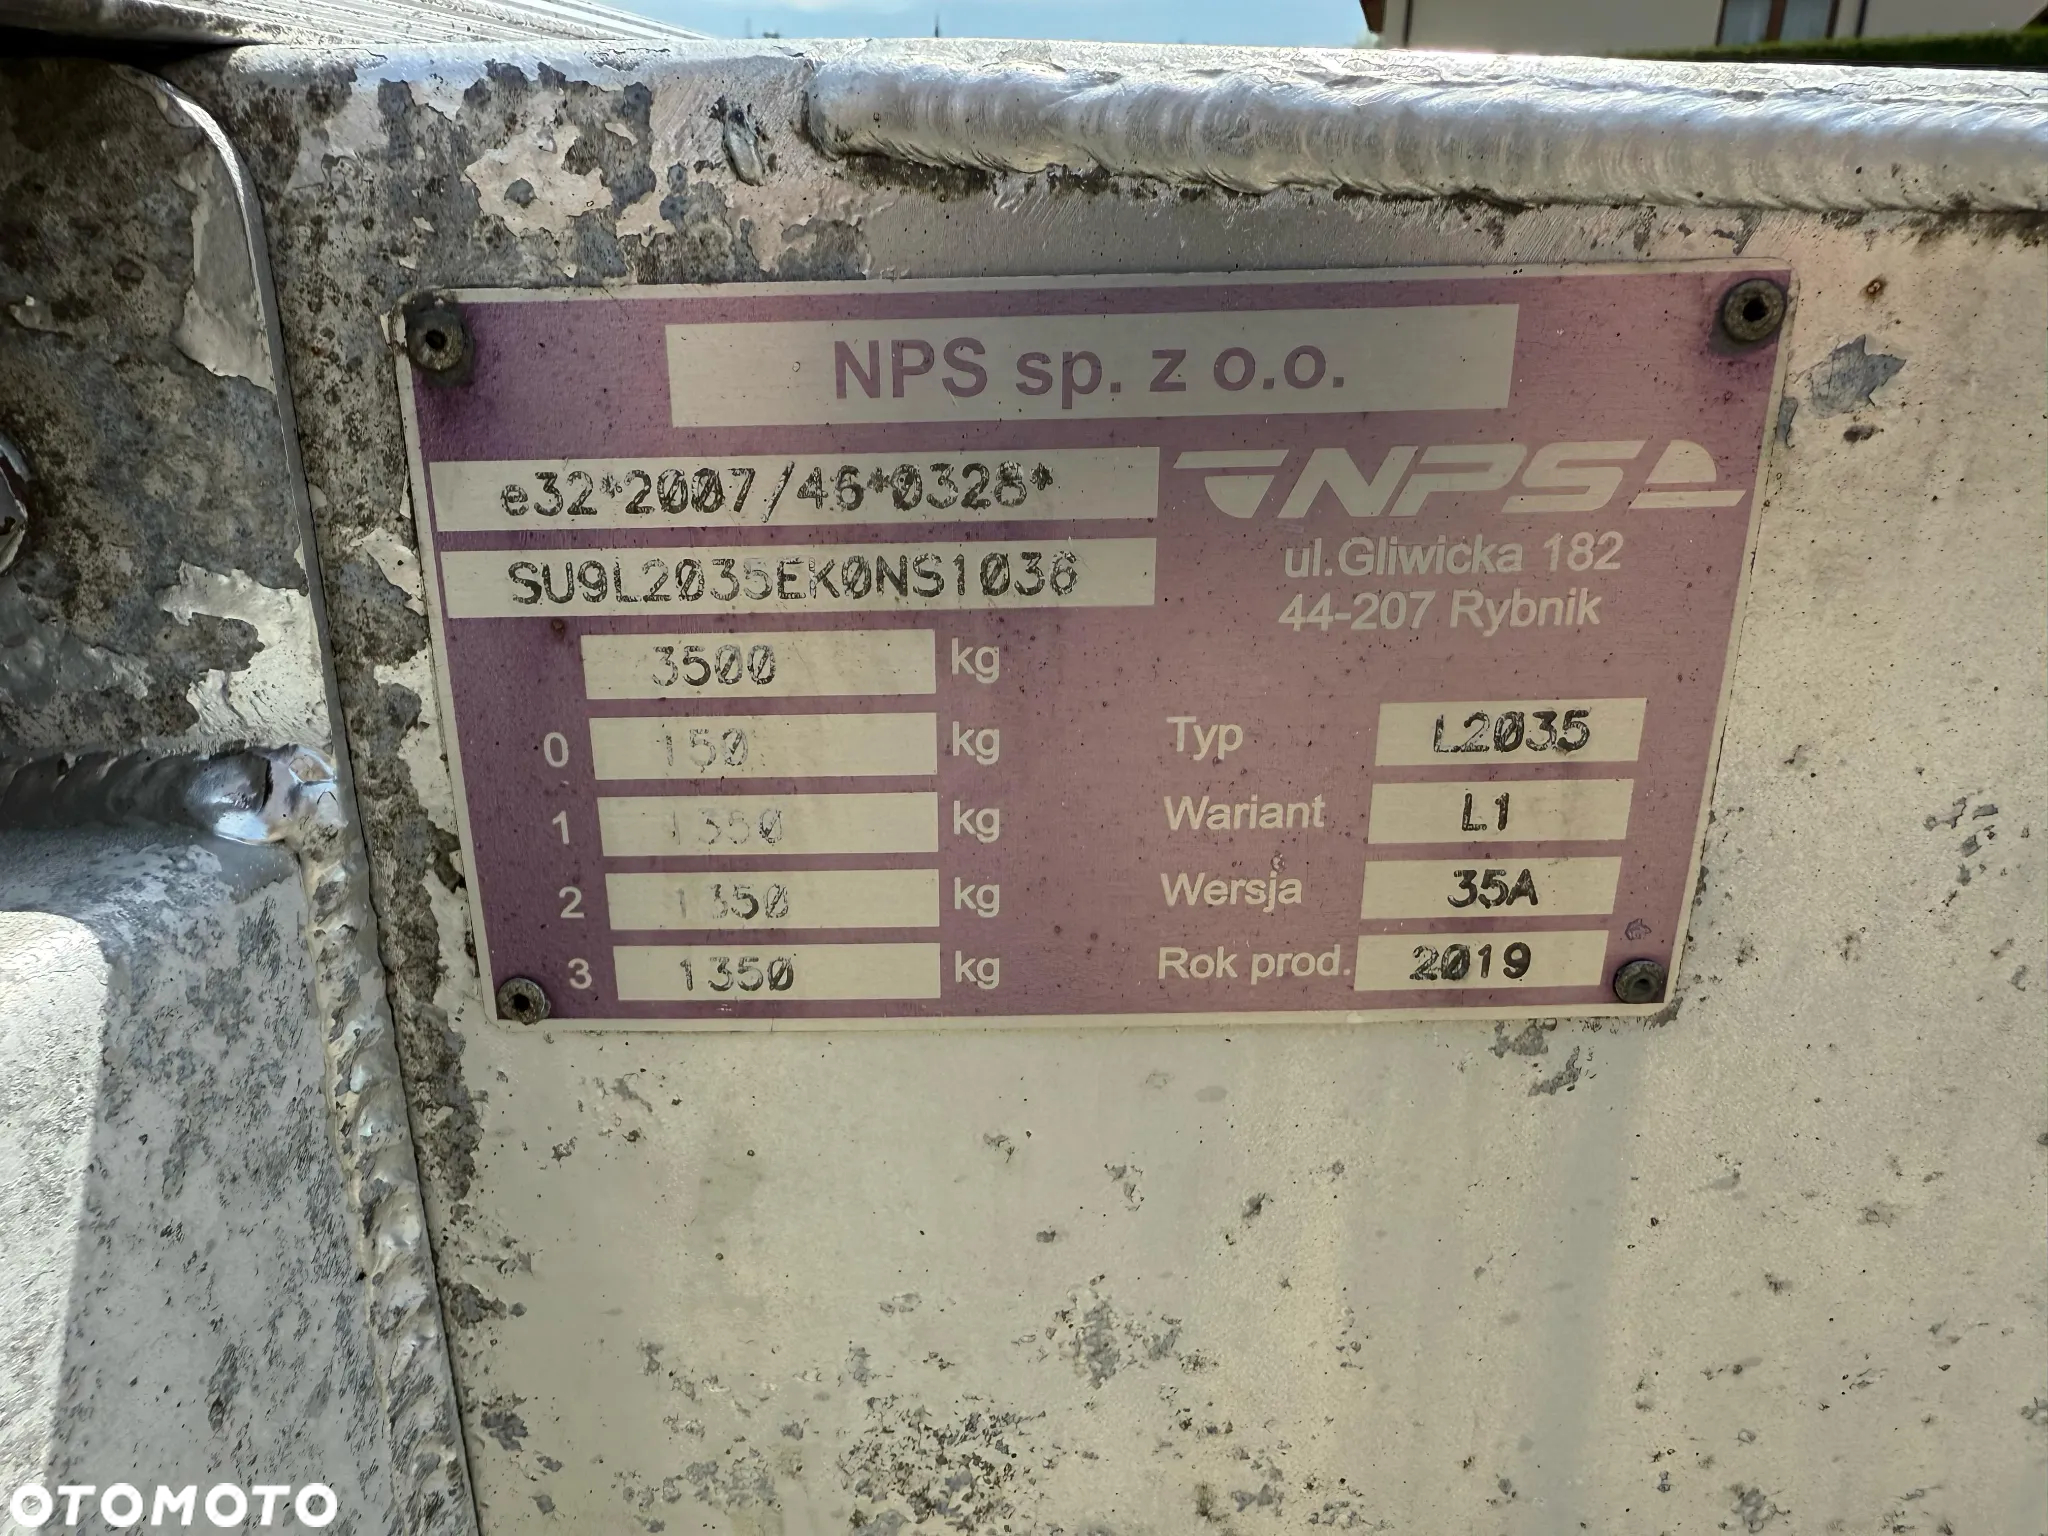 NPS sp. z o.o.
e32*2007/46*0328*
NPS
SU9L2035EK0NS1036
ul.Gliwicka 182
44-207 Rybnik
3500 kg
0 150 kg
Typ L2035
1 1350 kg
Wariant L1
2 1350 kg
Wersja 35A
3 1350 kg
Rok prod. 2019
OTOMOTO